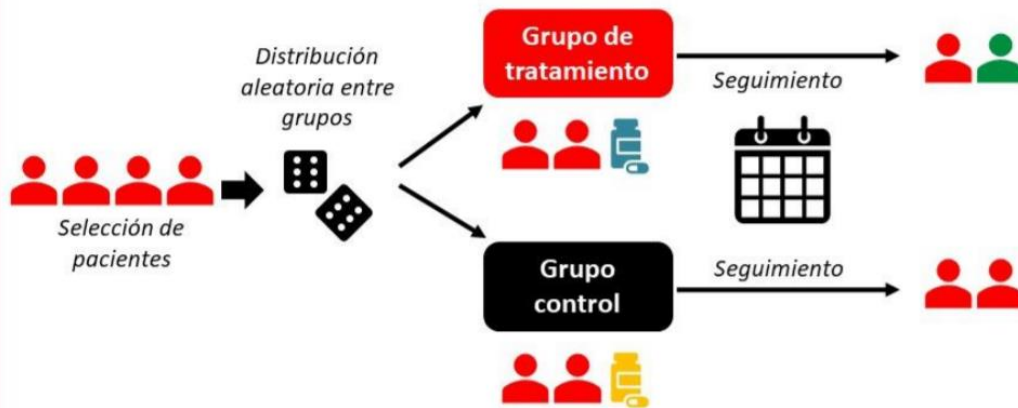 Distribución
aleatoria entre
grupos
Grupo de
tratamiento
Seguimiento
Selección de
pacientes
Grupo
control
Seguimiento